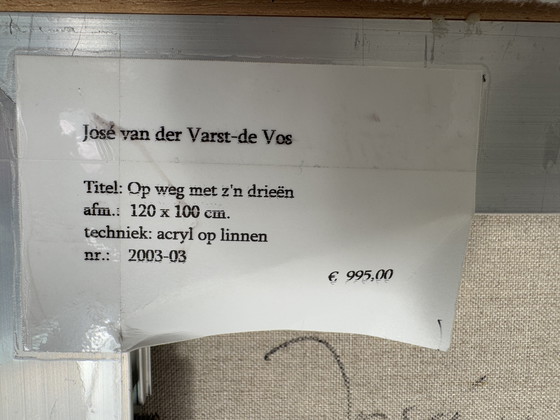 José van der Varst-de Vos
Titel: Op weg met z'n drieën
afm.: 120 x 100 cm.
techniek: acryl op linnen
nr.: 2003-03
€ 995,00